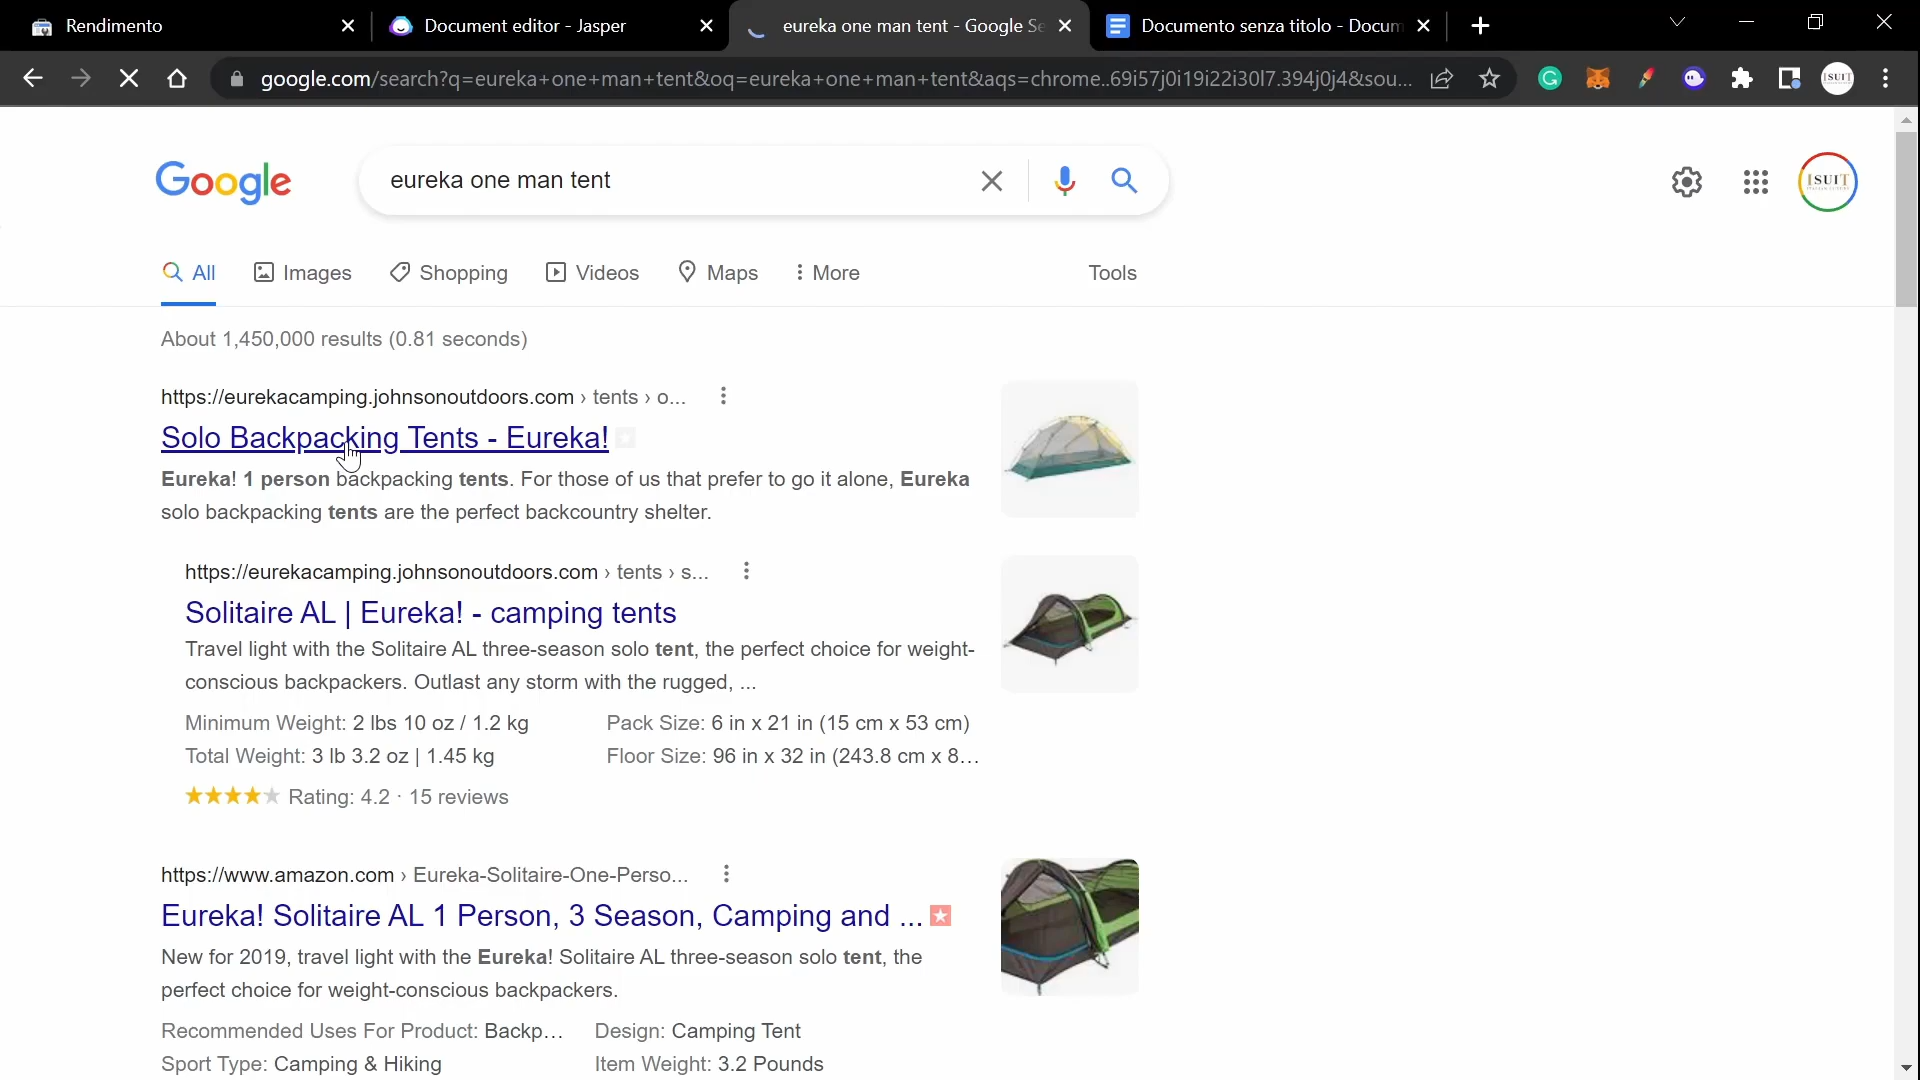 Rendimento
Document editor - Jasper
eureka one man tent - Google Se
Documento senza titolo - Docum
google.com/search?q=eureka+one+man+tent&oq=eureka+one+man+tent&aqs=chrome..69i57j0i19i22i30l7.394j0j4&sou...
Google
eureka one man tent
ISUIT
All
Images
Shopping
Videos
Maps
More
Tools
About 1,450,000 results (0.81 seconds)
https://eurekacamping.johnsonoutdoors.com › tents › o...
Solo Backpacking Tents - Eureka!
Eureka! 1 person backpacking tents. For those of us that prefer to go it alone, Eureka
solo backpacking tents are the perfect backcountry shelter.
https://eurekacamping.johnsonoutdoors.com › tents › s...
Solitaire AL | Eureka! - camping tents
Travel light with the Solitaire AL three-season solo tent, the perfect choice for weight-
conscious backpackers. Outlast any storm with the rugged, ...
Minimum Weight: 2 lbs 10 oz / 1.2 kg
Pack Size: 6 in x 21 in (15 cm x 53 cm)
Total Weight: 3 lb 3.2 oz | 1.45 kg
Floor Size: 96 in x 32 in (243.8 cm x 8...
Rating: 4.2 · 15 reviews
https://www.amazon.com › Eureka-Solitaire-One-Perso...
Eureka! Solitaire AL 1 Person, 3 Season, Camping and ...
New for 2019, travel light with the Eureka! Solitaire AL three-season solo tent, the
perfect choice for weight-conscious backpackers.
Recommended Uses For Product: Backp...
Design: Camping Tent
Sport Type: Camping & Hiking
Item Weight: 3.2 Pounds